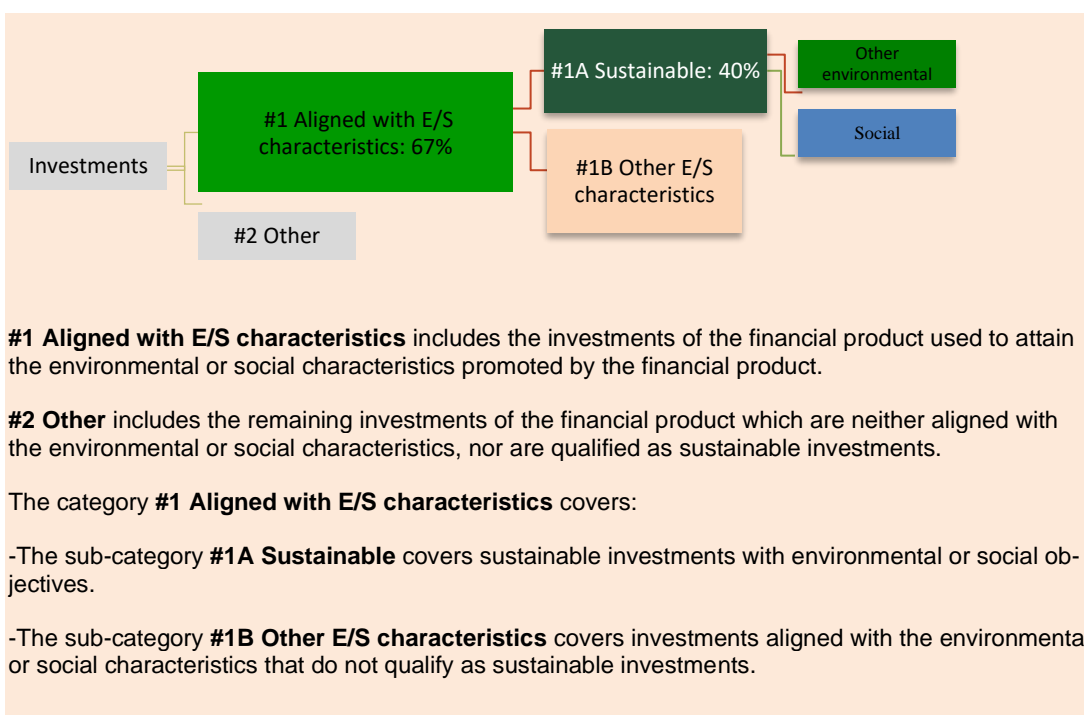 Investments
#1 Aligned with E/S
characteristics: 67%
#2 Other
#1A Sustainable: 40%
#1B Other E/S
characteristics
Other
environmental
Social
#1 Aligned with E/S characteristics includes the investments of the financial product used to attain
the environmental or social characteristics promoted by the financial product.
#2 Other includes the remaining investments of the financial product which are neither aligned with
the environmental or social characteristics, nor are qualified as sustainable investments.
The category #1 Aligned with E/S characteristics covers:
-The sub-category #1A Sustainable covers sustainable investments with environmental or social ob-
jectives.
-The sub-category #1B Other E/S characteristics covers investments aligned with the environmenta
or social characteristics that do not qualify as sustainable investments.